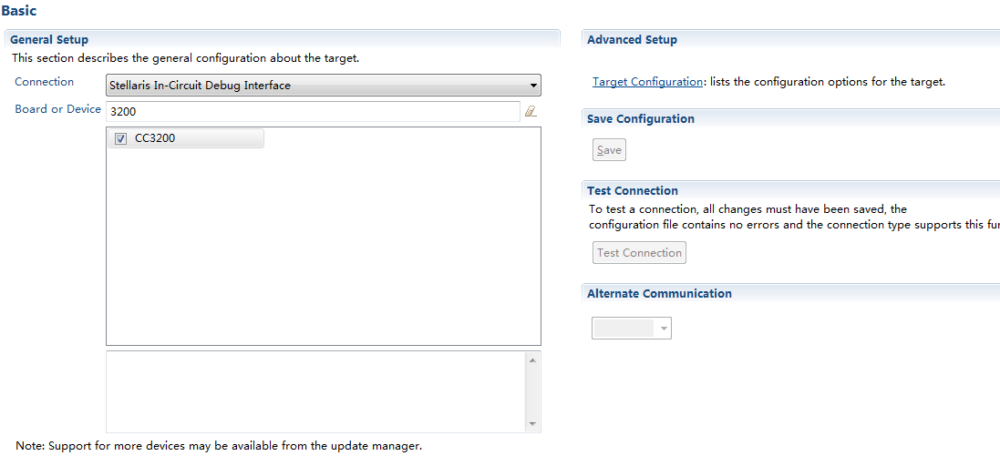 Basic
General Setup
This section describes the general configuration about the target.
Connection
Stellaris In-Circuit Debug Interface
Board or Device
3200
CC3200
Note: Support for more devices may be available from the update manager.
Advanced Setup
Target Configuration: lists the configuration options for the target.
Save Configuration
Save
Test Connection
To test a connection, all changes must have been saved, the
configuration file contains no errors and the connection type supports this fu
Test Connection
Alternate Communication